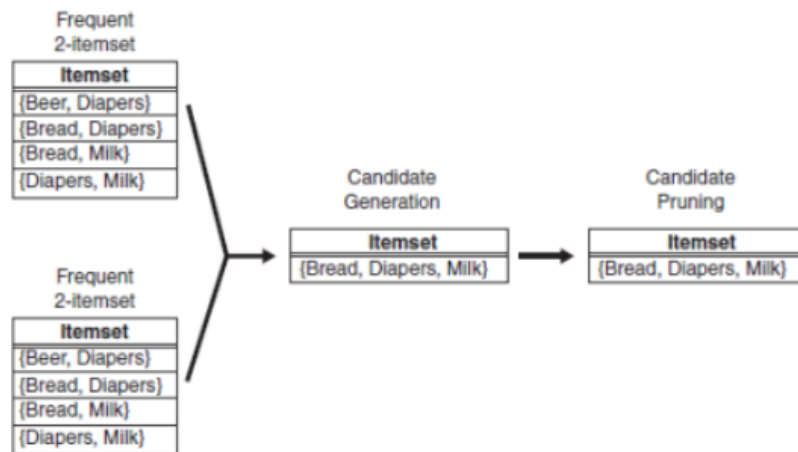 Frequent
2-itemset
Itemset
{Beer, Diapers}
{Bread, Diapers}
{Bread, Milk}
{Diapers, Milk}
Frequent
2-itemset
Itemset
{Beer, Diapers}
{Bread, Diapers}
{Bread, Milk}
{Diapers, Milk}
Candidate
Generation
Itemset
{Bread, Diapers, Milk}
Candidate
Pruning
Itemset
{Bread, Diapers, Milk}